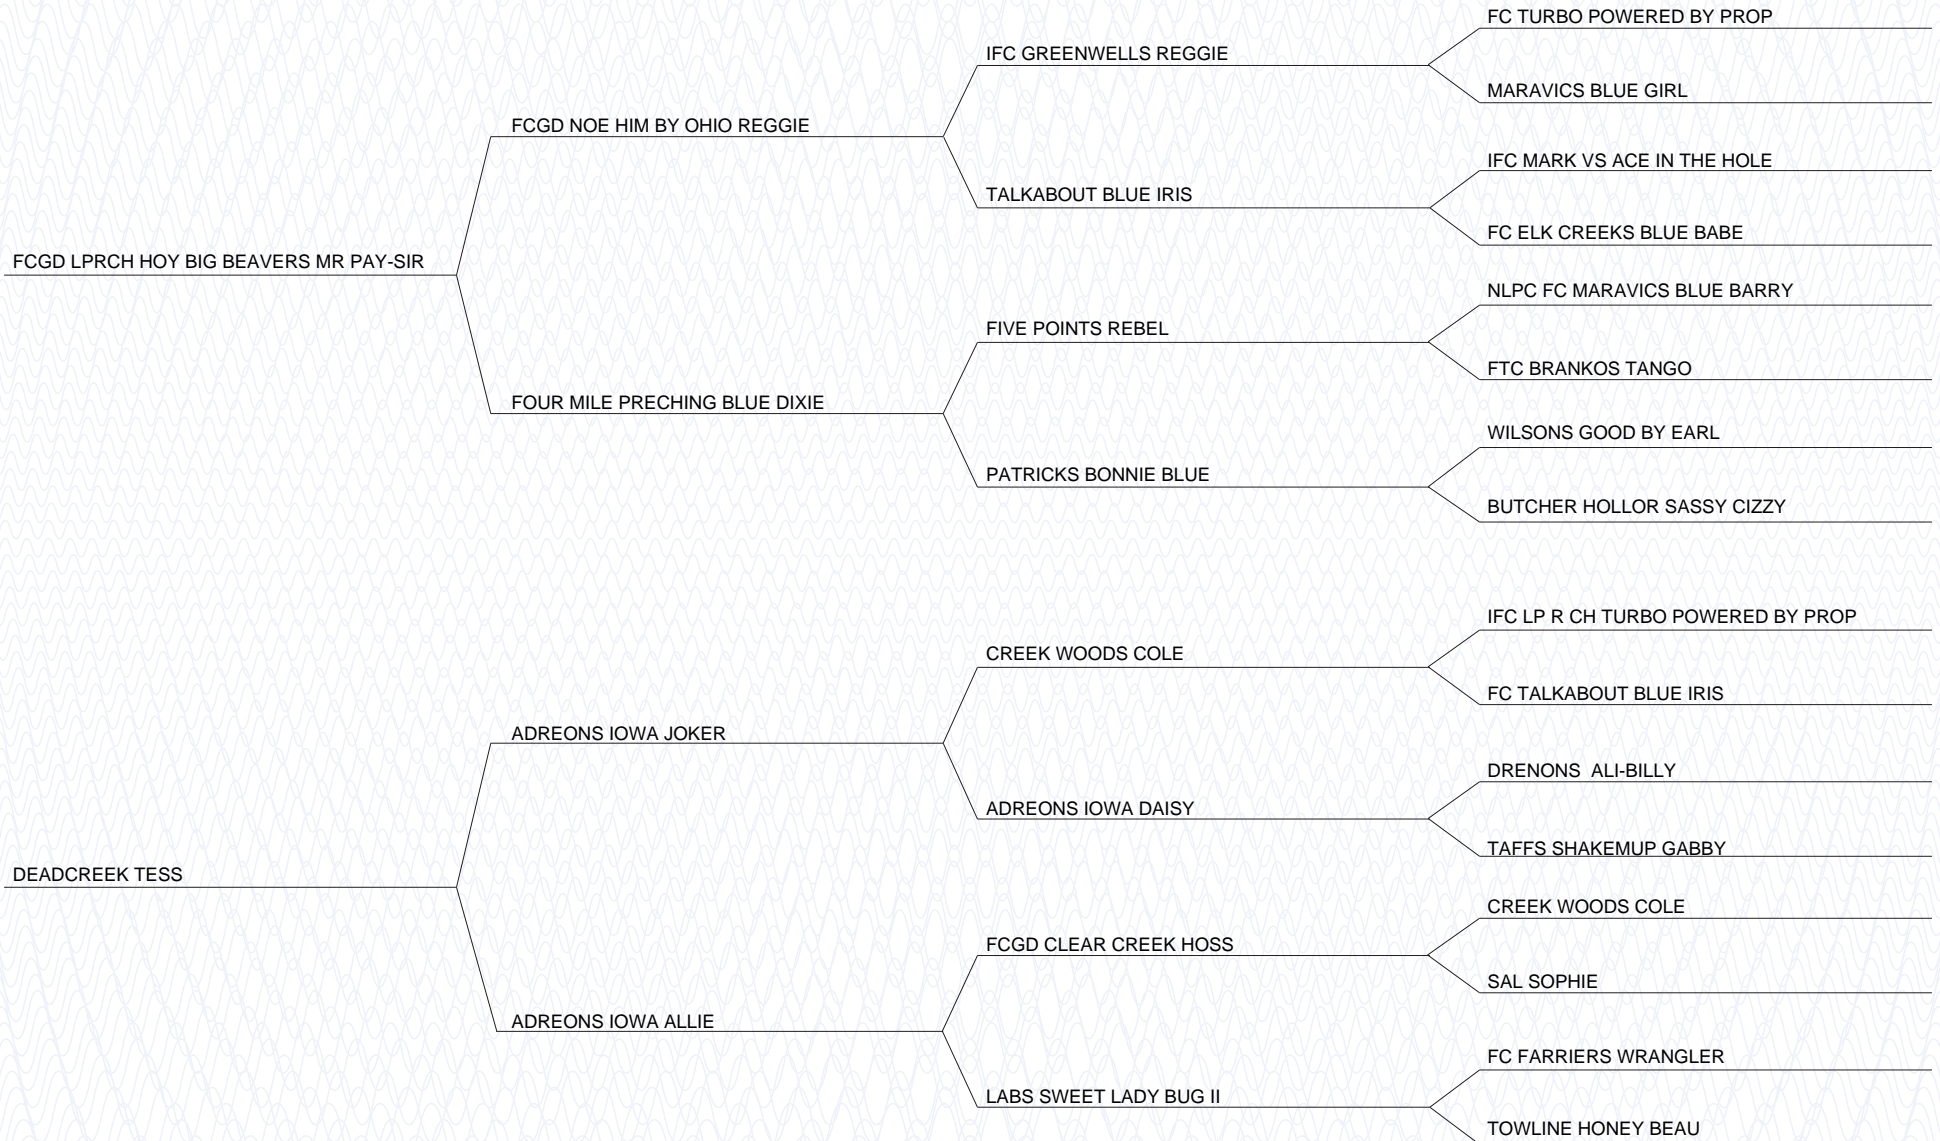 FC TURBO POWERED BY PROP
IFC GREENWELLS REGGIE
MARAVICS BLUE GIRL
FCGD NOE HIM BY OHIO REGGIE
IFC MARK VS ACE IN THE HOLE
TALKABOUT BLUE IRIS
FC ELK CREEKS BLUE BABE
FCGD LPRCH HOY BIG BEAVERS MR PAY-SIR
NLPC FC MARAVICS BLUE BARRY
FIVE POINTS REBEL
FTC BRANKOS TANGO
FOUR MILE PRECHING BLUE DIXIE
WILSONS GOOD BY EARL
PATRICKS BONNIE BLUE
BUTCHER HOLLOR SASSY CIZZY
IFC LP R CH TURBO POWERED BY PROP
CREEK WOODS COLE
FC TALKABOUT BLUE IRIS
ADREONS IOWA JOKER
DRENONS  ALI-BILLY
ADREONS IOWA DAISY
TAFFS SHAKEMUP GABBY
DEADCREEK TESS
CREEK WOODS COLE
FCGD CLEAR CREEK HOSS
SAL SOPHIE
ADREONS IOWA ALLIE
FC FARRIERS WRANGLER
LABS SWEET LADY BUG II
TOWLINE HONEY BEAU